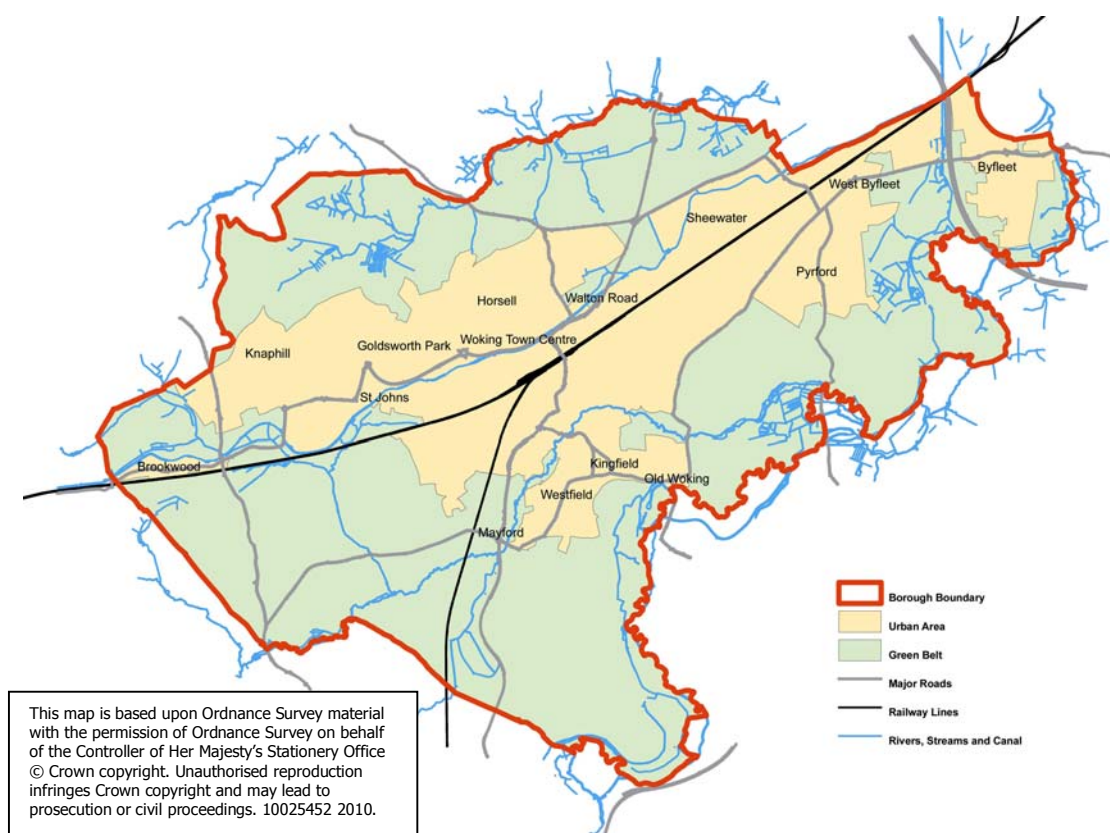 Byfleet
West Byfleet
Sheewater
Pyrford
Horsell
Walton Road
Woking Town Centre
Goldsworth Park
Knaphill
St Johns
Brookwood
Kingfield
Old Woking
Westfield
Mayford
Borough Boundary
Urban Area
Green Belt
Major Roads
Railway Lines
Rivers, Streams and Canal
This map is based upon Ordnance Survey material
with the permission of Ordnance Survey on behalf
of the Controller of Her Majesty's Stationery Office
© Crown copyright. Unauthorised reproduction
infringes Crown copyright and may lead to
prosecution or civil proceedings. 10025452 2010.